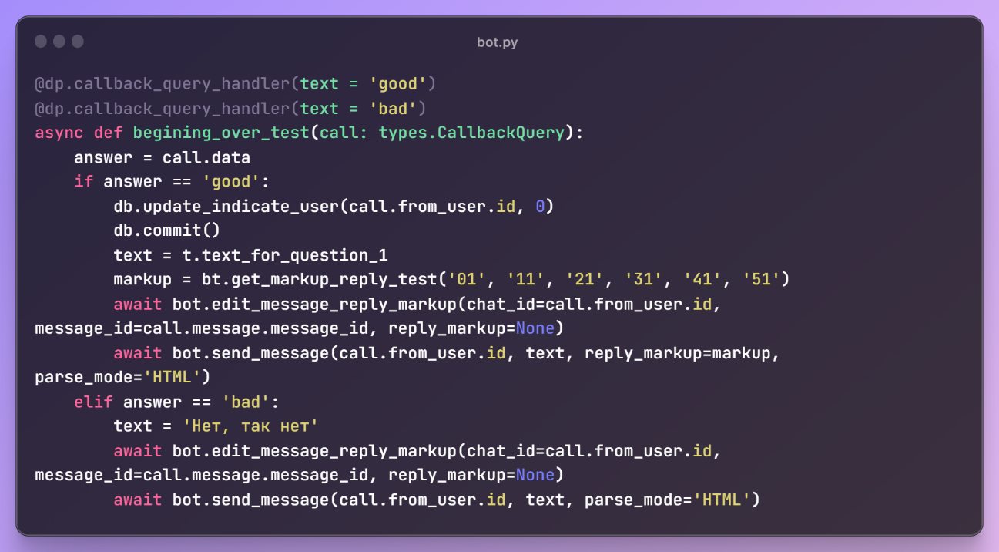 bot.py
@dp.callback_query_handler(text = 'good')
@dp.callback_query_handler(text = 'bad')
async def begining_over_test(call: types.CallbackQuery):
    answer = call.data
    if answer == 'good':
        db.update_indicate_user(call.from_user.id, 0)
        db.commit()
        text = t.text_for_question_1
        markup = bt.get_markup_reply_test('01', '11', '21', '31', '41', '51')
        await bot.edit_message_reply_markup(chat_id=call.from_user.id,
message_id=call.message.message_id, reply_markup=None)
        await bot.send_message(call.from_user.id, text, reply_markup=markup,
parse_mode='HTML')
    elif answer == 'bad':
        text = 'Нет, так нет'
        await bot.edit_message_reply_markup(chat_id=call.from_user.id,
message_id=call.message.message_id, reply_markup=None)
        await bot.send_message(call.from_user.id, text, parse_mode='HTML')